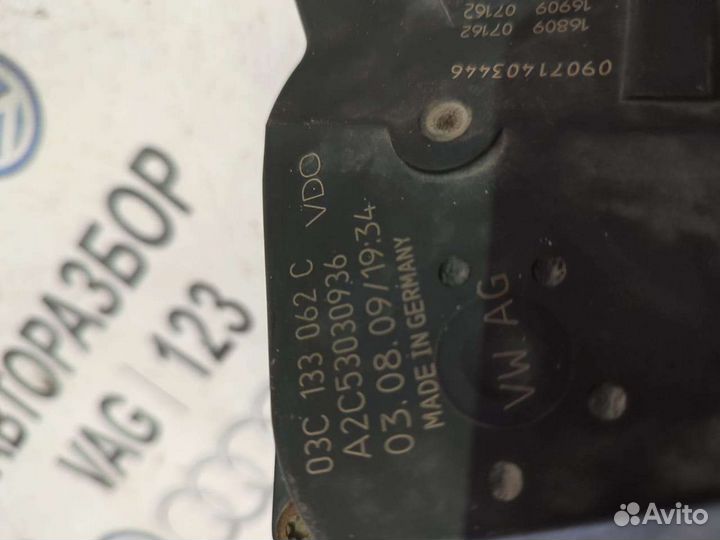 16909 07162
16809 07162
09071403446
03C 133 062 C VDO
A2C53030936
03.08.09/19:34
MADE IN GERMANY
VW AG
АВТОРАЗБОР
VAG | 123
Avito